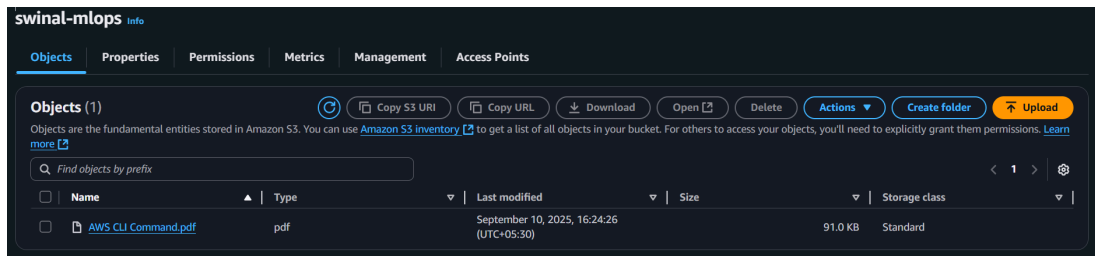 swinal-mlops Info
Objects Properties Permissions Metrics Management Access Points
Objects (1) Copy S3 URI Copy URL Download Open Delete Actions Create folder Upload
Objects are the fundamental entities stored in Amazon S3. You can use Amazon S3 inventory to get a list of all objects in your bucket. For others to access your objects, you'll need to explicitly grant them permissions. Learn
more
Find objects by prefix 1
Name Type Last modified Size Storage class
AWS CLI Command.pdf pdf September 10, 2025, 16:24:26 91.0 KB Standard
(UTC+05:30)